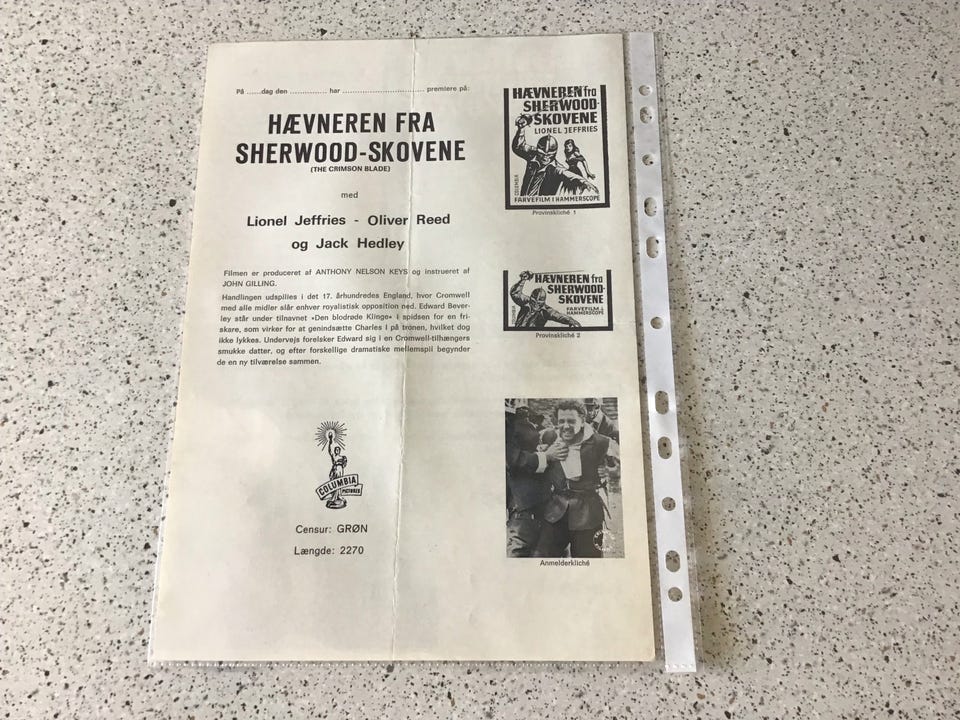 På ......dag den ............... har ................................ premiere på:
HÆVNEREN FRA
SHERWOOD-SKOVENE
(THE CRIMSON BLADE)
med
Lionel Jeffries - Oliver Reed
og Jack Hedley
Filmen er produceret af ANTHONY NELSON KEYS og instrueret af
JOHN GILLING.
Handlingen udspilles i det 17. århundredes England, hvor Cromwell
med alle midler slår enhver royalistisk opposition ned. Edward Bever-
ley står under tilnavnet »Den blodrøde Klinge« i spidsen for en fri-
skare, som virker for at genindsætte Charles I på tronen, hvilket dog
ikke lykkes. Undervejs forelsker Edward sig i en Cromwell-tilhængers
smukke datter, og efter forskellige dramatiske mellemspil begynder
de en ny tilværelse sammen.
COLUMBIA
PICTURES
Censur: GRØN
Længde: 2270
HÆVNEREN fra
SHERWOOD-
SKOVENE
LIONEL JEFFRIES
COLUMBIA
FARVEFILM I HAMMERSCOPE
Provinskliché 1
HÆVNEREN fra
SHERWOOD-
SKOVENE
FARVEFILM I
HAMMERSCOPE
Provinskliché 2
Anmelderkliché